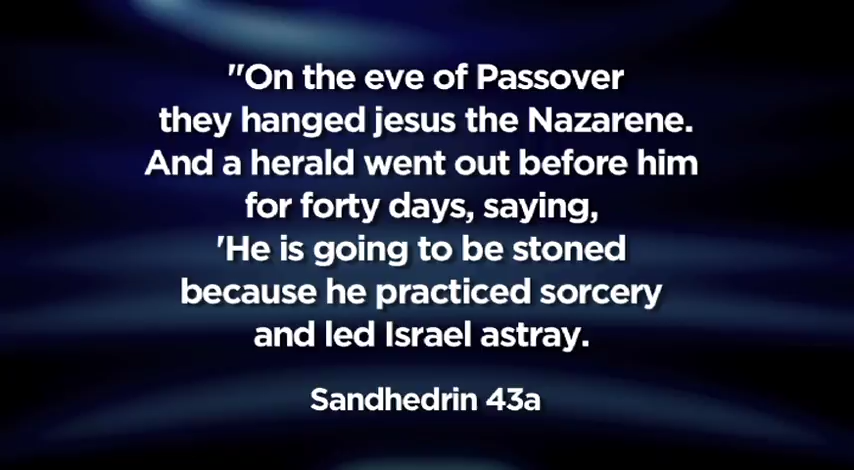 "On the eve of Passover
they hanged jesus the Nazarene.
And a herald went out before him
for forty days, saying,
'He is going to be stoned
because he practiced sorcery
and led Israel astray.
Sandhedrin 43a